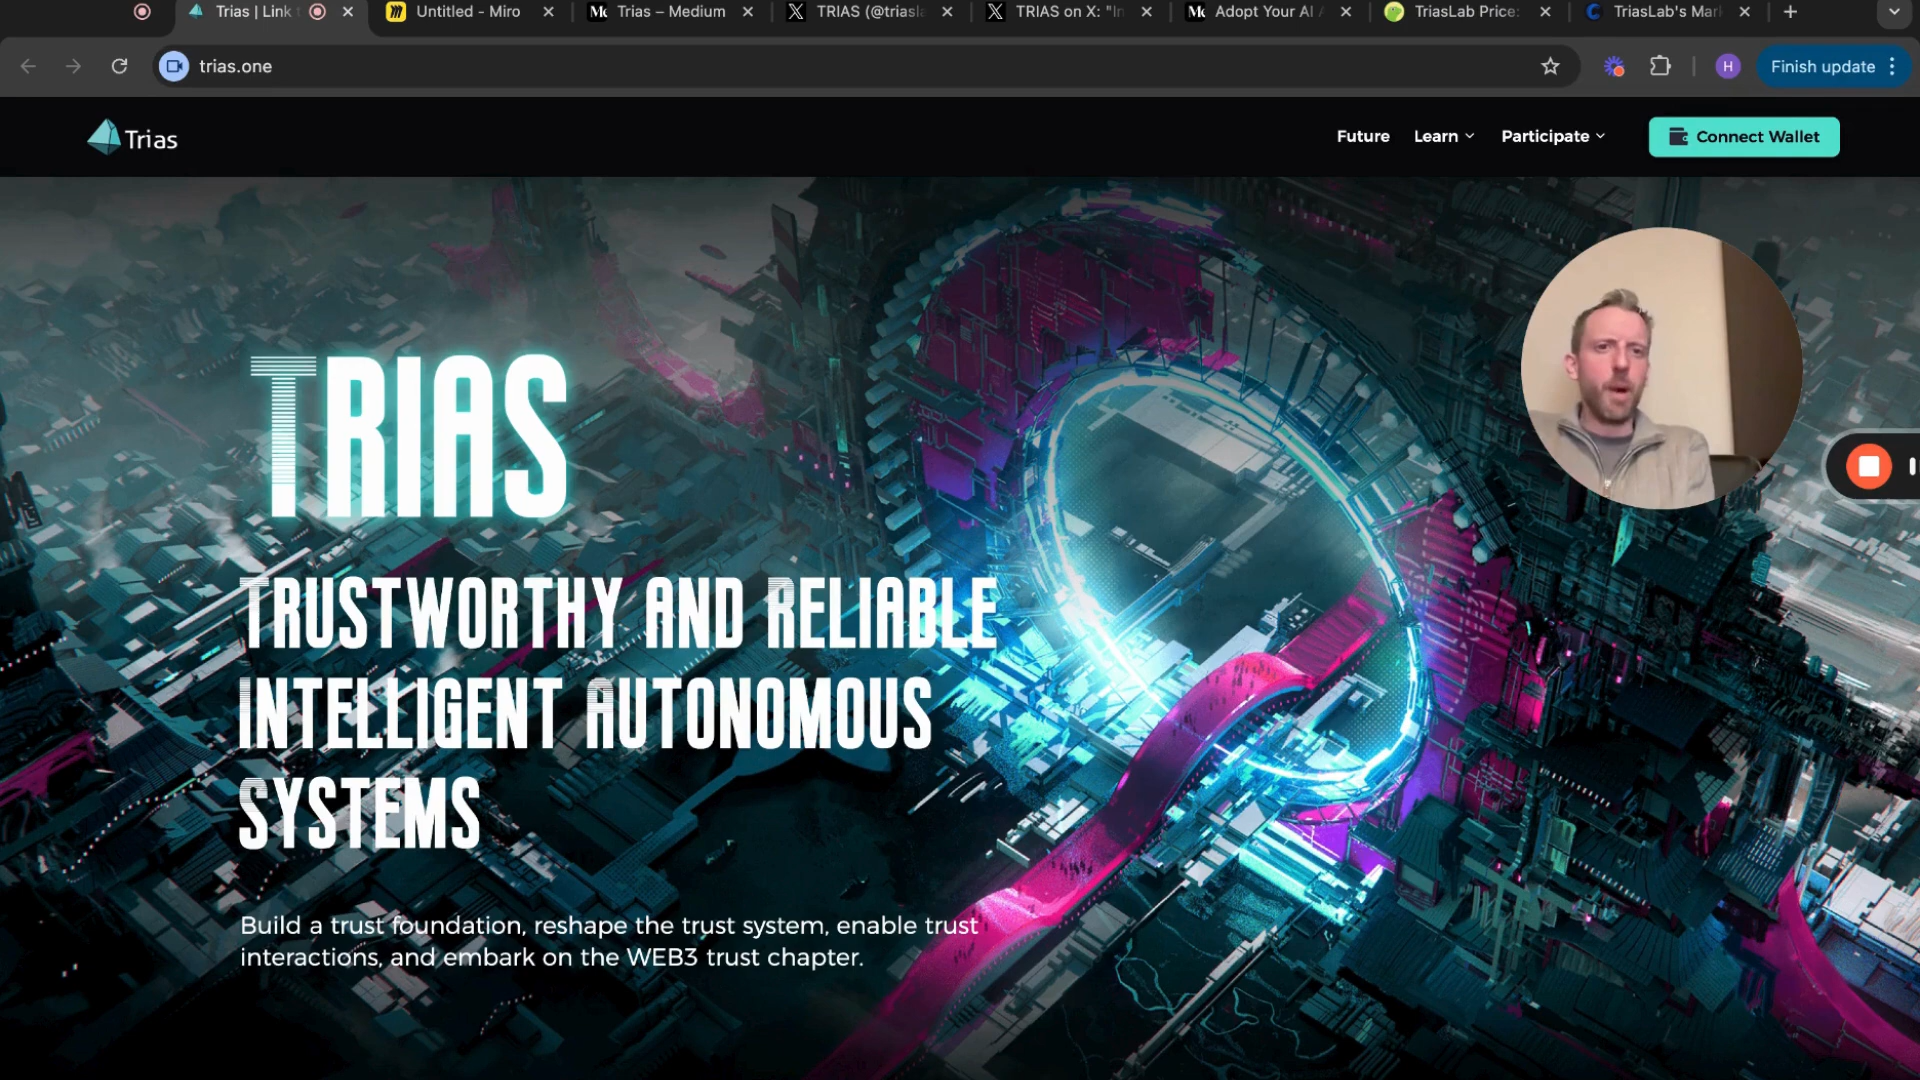 Trias | Link t
Untitled - Miro
Trias – Medium
TRIAS (@triasla
TRIAS on X: "In
Adopt Your AI A
TriasLab Price:
TriasLab's Mar
trias.one
H
Finish update
Trias
Future
Learn
Participate
Connect Wallet
TRIAS
TRUSTWORTHY AND RELIABLE
INTELLIGENT AUTONOMOUS
SYSTEMS
Build a trust foundation, reshape the trust system, enable trust
interactions, and embark on the WEB3 trust chapter.